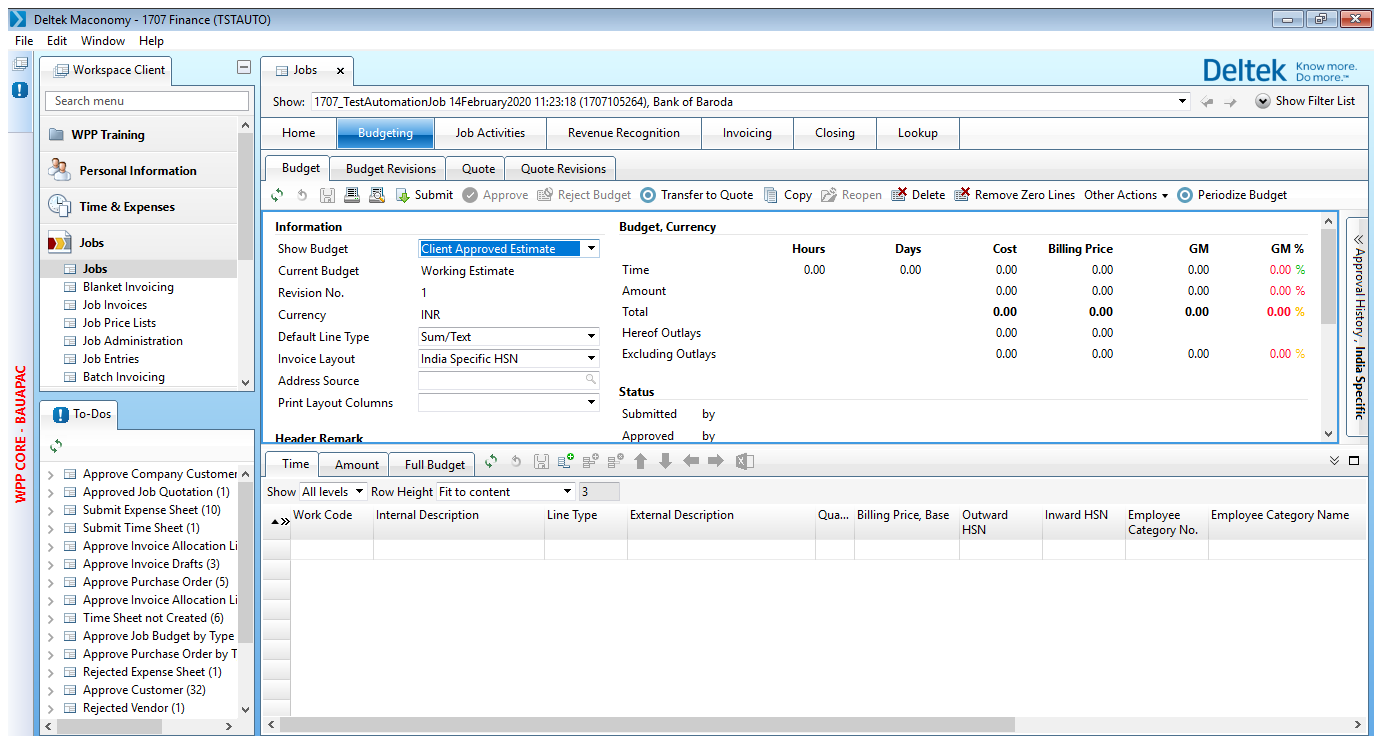 Deltek Maconomy - 1707 Finance (TSTAUTO)
File Edit Window Help
Workspace Client
Search menu
WPP Training
Personal Information
Time & Expenses
Jobs
Jobs
Blanket Invoicing
Job Invoices
Job Price Lists
Job Administration
Job Entries
Batch Invoicing
WPP CORE - BAUAPAC
To-Dos
Approve Company Customer
Approved Job Quotation (1)
Submit Expense Sheet (10)
Submit Time Sheet (1)
Approve Invoice Allocation Li
Approve Invoice Drafts (3)
Approve Purchase Order (5)
Approve Invoice Allocation Li
Time Sheet not Created (6)
Approve Job Budget by Type
Approve Purchase Order by T
Rejected Expense Sheet (1)
Approve Customer (32)
Rejected Vendor (1)
Jobs x
Deltek Know more. Do more.™
Show: 1707_TestAutomationJob 14February2020 11:23:18 (1707105264), Bank of Baroda Show Filter List
Home Budgeting Job Activities Revenue Recognition Invoicing Closing Lookup
Budget Budget Revisions Quote Quote Revisions
Submit Approve Reject Budget Transfer to Quote Copy Reopen Delete Remove Zero Lines Other Actions Periodize Budget
Information
Show Budget Client Approved Estimate
Current Budget Working Estimate
Revision No. 1
Currency INR
Default Line Type Sum/Text
Invoice Layout India Specific HSN
Address Source
Print Layout Columns
Header Remark
Budget, Currency
Hours Days Cost Billing Price GM GM %
Time 0.00 0.00 0.00 0.00 0.00 0.00 %
Amount 0.00 0.00 0.00 0.00 %
Total 0.00 0.00 0.00 0.00 %
Hereof Outlays 0.00 0.00
Excluding Outlays 0.00 0.00 0.00 0.00 %
Status
Submitted by
Approved by
Approval History, India Specific
Time Amount Full Budget
Show All levels Row Height Fit to content 3
Work Code Internal Description Line Type External Description Qua... Billing Price, Base Outward HSN Inward HSN Employee Category No. Employee Category Name